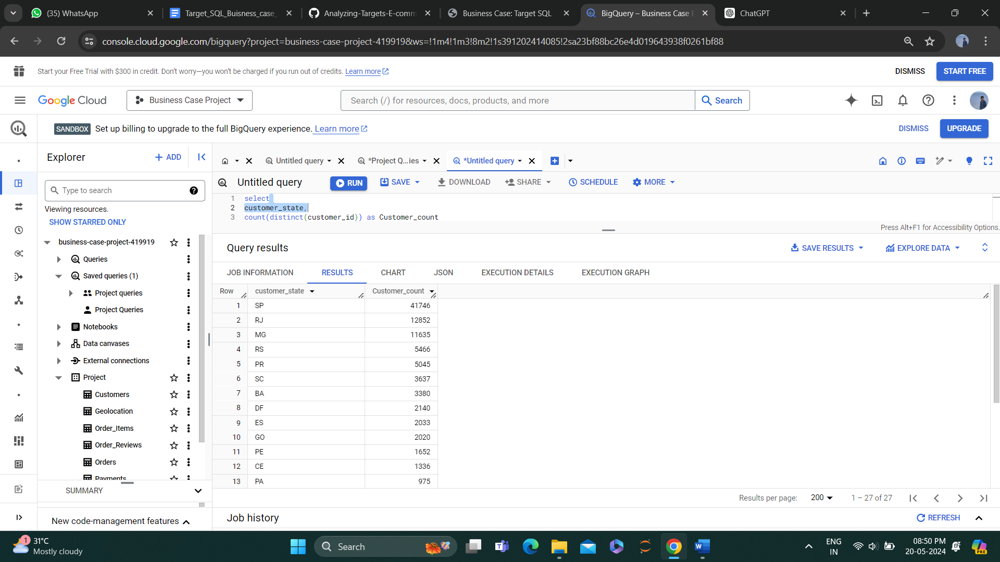 (35) WhatsApp
Target_SQL_Buisness_case_
Analyzing-Targets-E-comm
Business Case: Target SQL
BigQuery – Business Case P
ChatGPT
console.cloud.google.com/bigquery?project=business-case-project-419919&ws=!1m4!1m3!8m2!1s391202414085!2sa23bf88bc26e4d019643938f0261bf88
Start your Free Trial with $300 in credit. Don't worry—you won't be charged if you run out of credits. Learn more
DISMISS
START FREE
Google Cloud
Business Case Project
Search (/) for resources, docs, products, and more
Search
SANDBOX Set up billing to upgrade to the full BigQuery experience. Learn more
DISMISS
UPGRADE
Explorer
+ ADD
Type to search
Viewing resources.
SHOW STARRED ONLY
business-case-project-419919
Queries
Saved queries (1)
Project queries
Project Queries
Notebooks
Data canvases
External connections
Project
Customers
Geolocation
Order_Items
Order_Reviews
Orders
Payments
SUMMARY
New code-management features
Untitled query
*Project Q...ies
*Untitled query
Untitled query
RUN
SAVE
DOWNLOAD
SHARE
SCHEDULE
MORE
1 select
2 customer_state,
3 count(distinct(customer_id)) as Customer_count
Press Alt+F1 for Accessibility Options.
Query results
SAVE RESULTS
EXPLORE DATA
JOB INFORMATION
RESULTS
CHART
JSON
EXECUTION DETAILS
EXECUTION GRAPH
Row customer_state Customer_count
1 SP 41746
2 RJ 12852
3 MG 11635
4 RS 5466
5 PR 5045
6 SC 3637
7 BA 3380
8 DF 2140
9 ES 2033
10 GO 2020
11 PE 1652
12 CE 1336
13 PA 975
Results per page: 200 1 – 27 of 27
Job history
REFRESH
1
31°C
Mostly cloudy
Search
ENG
IN
08:50 PM
20-05-2024
PRE